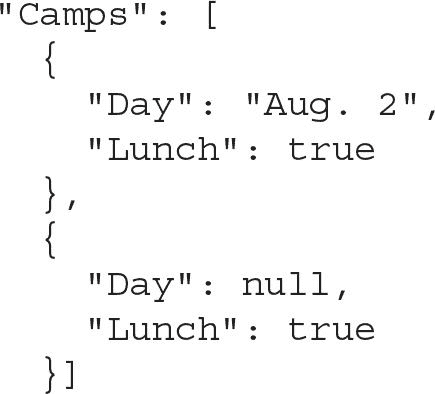 "Camps": [
  {
    "Day": "Aug. 2",
    "Lunch": true
  },
  {
    "Day": null,
    "Lunch": true
  }]